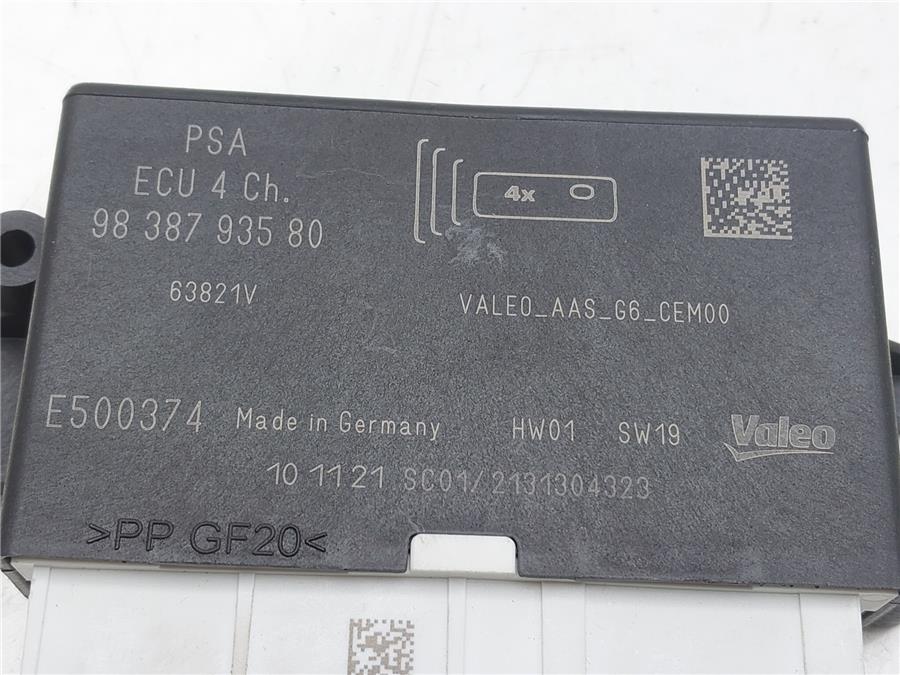 PSA
ECU 4 Ch.
98 387 935 80
4x
63821V
VALEO_AAS_G6_CEM00
E500374 Made in Germany HW01 SW19 Valeo
10 11 21 SC01/2131304323
>PP GF20<